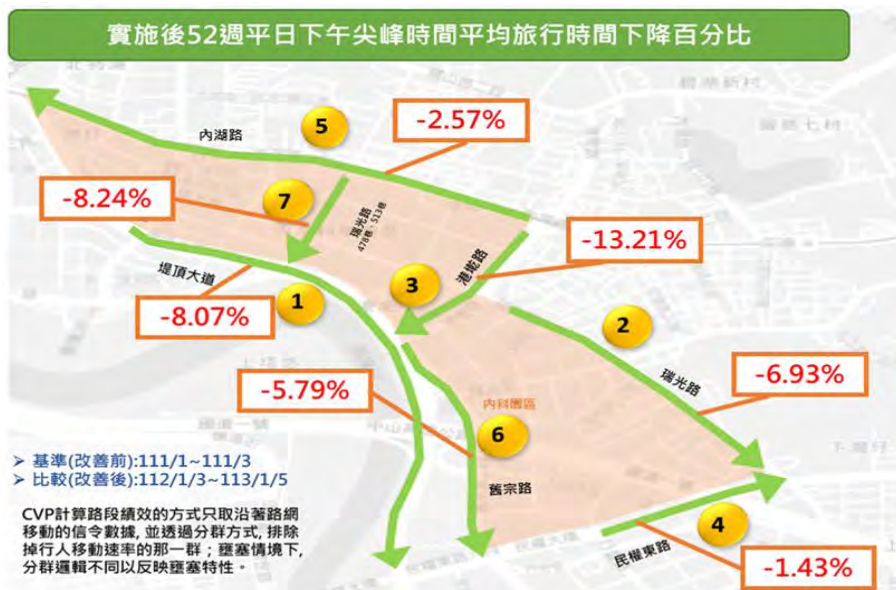 實施後52週平日下午尖峰時間平均旅行時間下降百分比
內湖路
5
-2.57%
-8.24%
7
瑞光路
478巷、513巷
-13.21%
港墘路
堤頂大道
3
1
-8.07%
2
瑞光路
-6.93%
-5.79%
內科園區
6
舊宗路
➤ 基準(改善前):111/1~111/3
➤ 比較(改善後):112/1/3~113/1/5
CVP計算路段績效的方式只取沿著路網
移動的信令數據, 並透過分群方式, 排除
掉行人移動速率的那一群；壅塞情境下,
分群邏輯不同以反映壅塞特性。
4
民權東路
-1.43%
國道一號
民權大橋